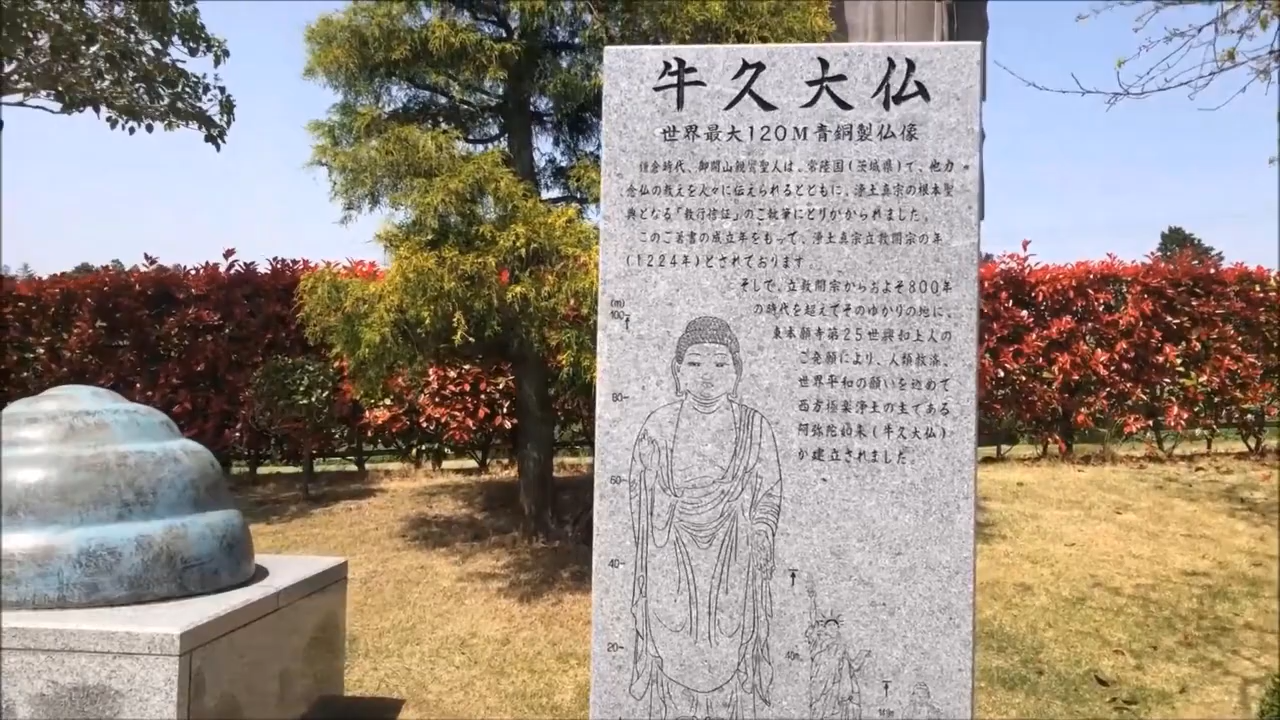 牛久大仏
世界最大120M青銅製仏像
鎌倉時代、御開山親鸞聖人は、常陸国(茨城県)で、他力
念仏の教えを人々に伝えられるとともに、浄土真宗の根本聖
典となる「教行信証」のご執筆にとりかかられました。
このご著書の成立年をもって、浄土真宗立教開宗の年
(1224年)とされております。
そして、立教開宗からおよそ800年
の時代を超えてそのゆかりの地に、
東本願寺第25世興如上人の
ご発願により、人類救済、
世界平和の願いを込めて
西方極楽浄土の主である
阿弥陀如来(牛久大仏)
が建立されました。
(m)
100
80
60
40
20
40m